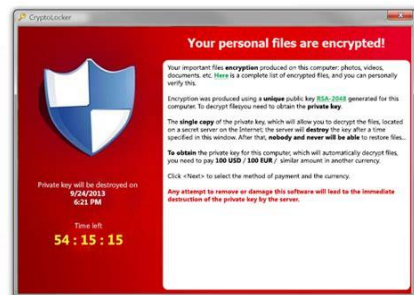 CryptoLocker
Your personal files are encrypted!
Your important files encryption produced on this computer: photos, videos,
documents, etc. Here is a complete list of encrypted files, and you can personally
verify this.
Encryption was produced using a unique public key RSA-2048 generated for this
computer. To decrypt files you need to obtain the private key.
The single copy of the private key, which will allow you to decrypt the files, located
on a secret server on the Internet; the server will destroy the key after a time
specified in this window. After that, nobody and never will be able to restore files...
To obtain the private key for this computer, which will automatically decrypt files,
you need to pay 100 USD / 100 EUR / similar amount in another currency.
Click «Next» to select the method of payment and the currency.
Any attempt to remove or damage this software will lead to the immediate
destruction of the private key by the server.
Private key will be destroyed on
9/24/2013
6:21 PM
Time left
54 : 15 : 15